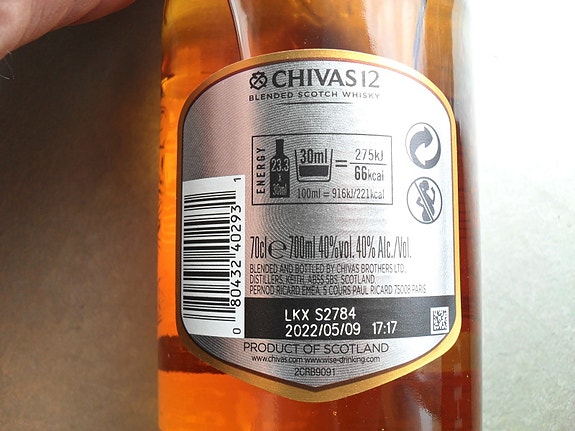 CHIVAS 12
BLENDED SCOTCH WHISKY
ENERGY
23.3
x
30ml
30ml
=
275kJ
66kcal
100ml = 916kJ/221kcal
70cl e 700ml 40%vol. 40% Alc./Vol.
BLENDED AND BOTTLED BY CHIVAS BROTHERS LTD.,
DISTILLERS, KEITH, AB55 5BS, SCOTLAND.
PERNOD RICARD EMEA, 5 COURS PAUL RICARD 75008 PARIS
0 80432 40293 1
LKX S2784
2022/05/09 17:17
PRODUCT OF SCOTLAND
www.chivas.com www.wise-drinking.com
2CRB9091